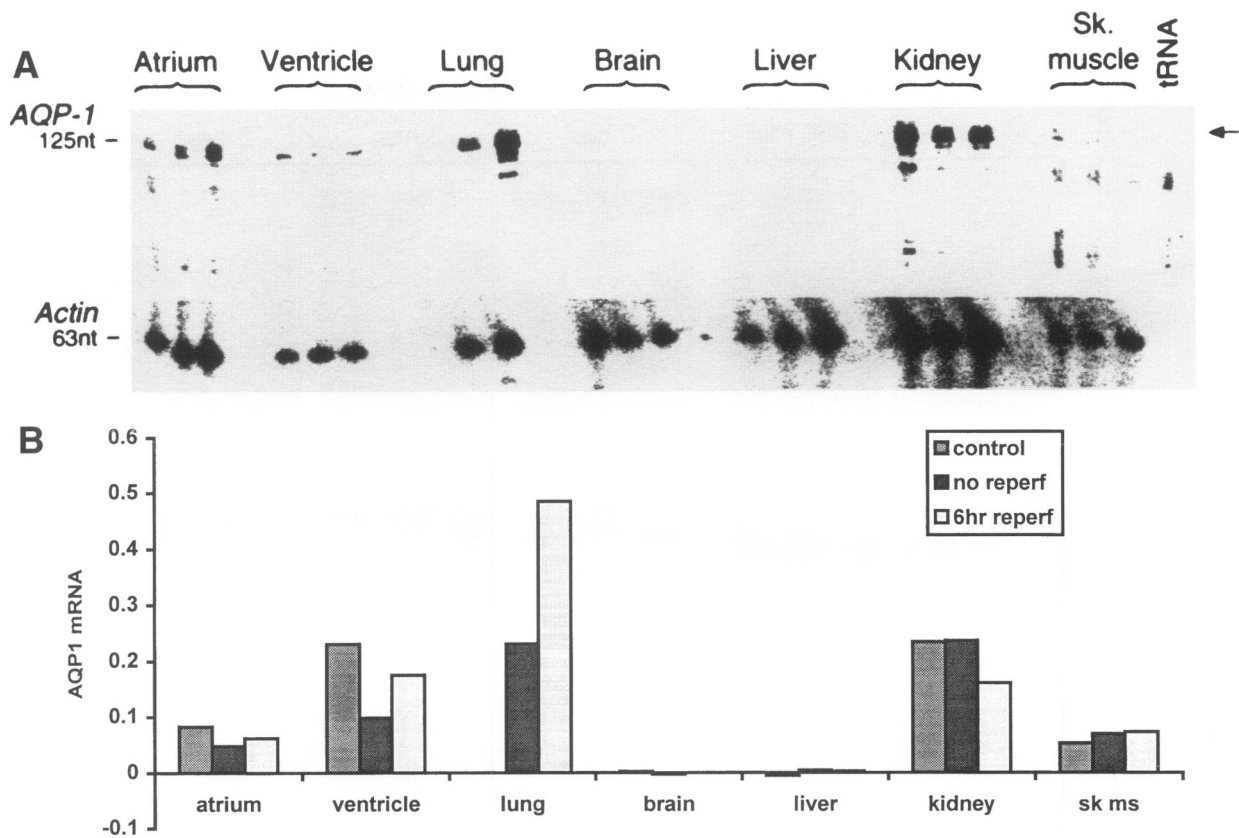 A
Atrium Ventricle Lung Brain Liver Kidney Sk. muscle tRNA
AQP-1
125nt
Actin
63nt
B
0.6
0.5
0.4
0.3
0.2
0.1
0
-0.1
AQP1 mRNA
control
no reperf
6hr reperf
atrium ventricle lung brain liver kidney sk ms